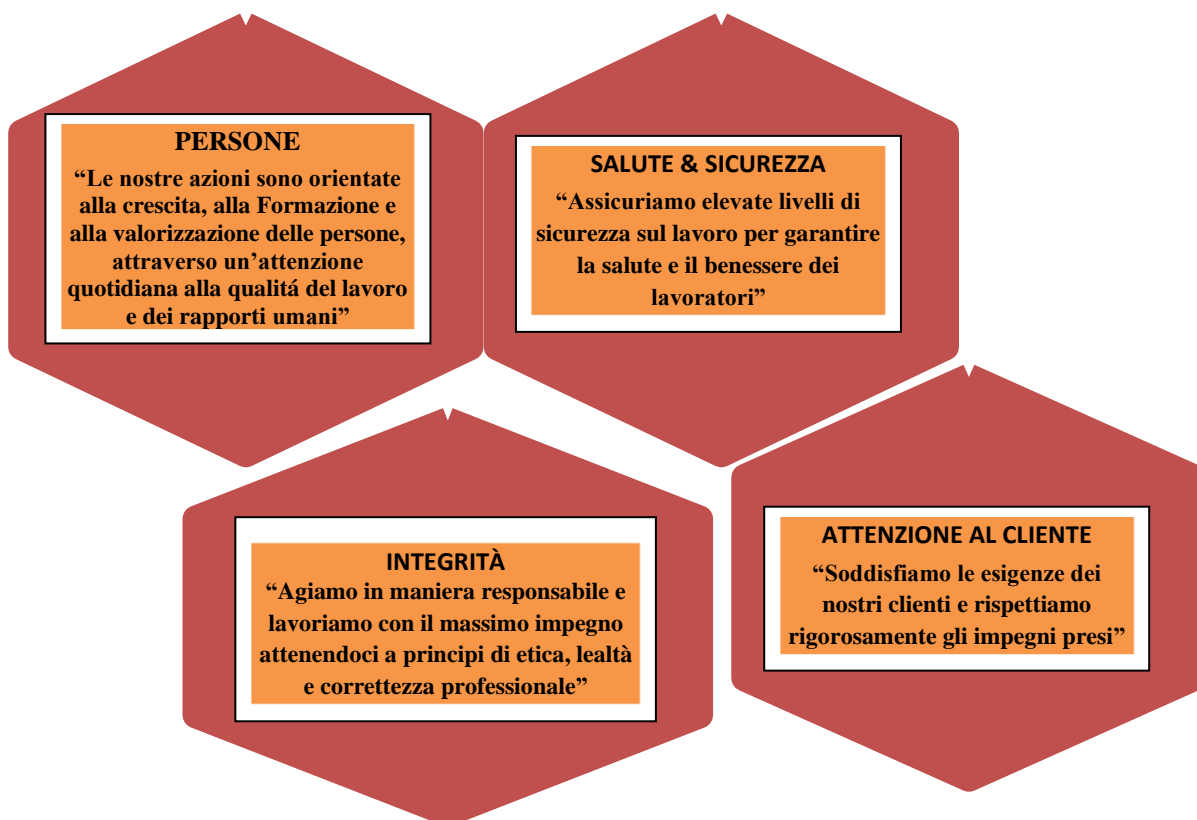 PERSONE
“Le nostre azioni sono orientate
alla crescita, alla Formazione e
alla valorizzazione delle persone,
attraverso un’attenzione
quotidiana alla qualitá del lavoro
e dei rapporti umani”
SALUTE & SICUREZZA
“Assicuriamo elevate livelli di
sicurezza sul lavoro per garantire
la salute e il benessere dei
lavoratori”
INTEGRITÀ
“Agiamo in maniera responsabile e
lavoriamo con il massimo impegno
attenendoci a principi di etica, lealtà
e correttezza professionale”
ATTENZIONE AL CLIENTE
“Soddisfiamo le esigenze dei
nostri clienti e rispettiamo
rigorosamente gli impegni presi”